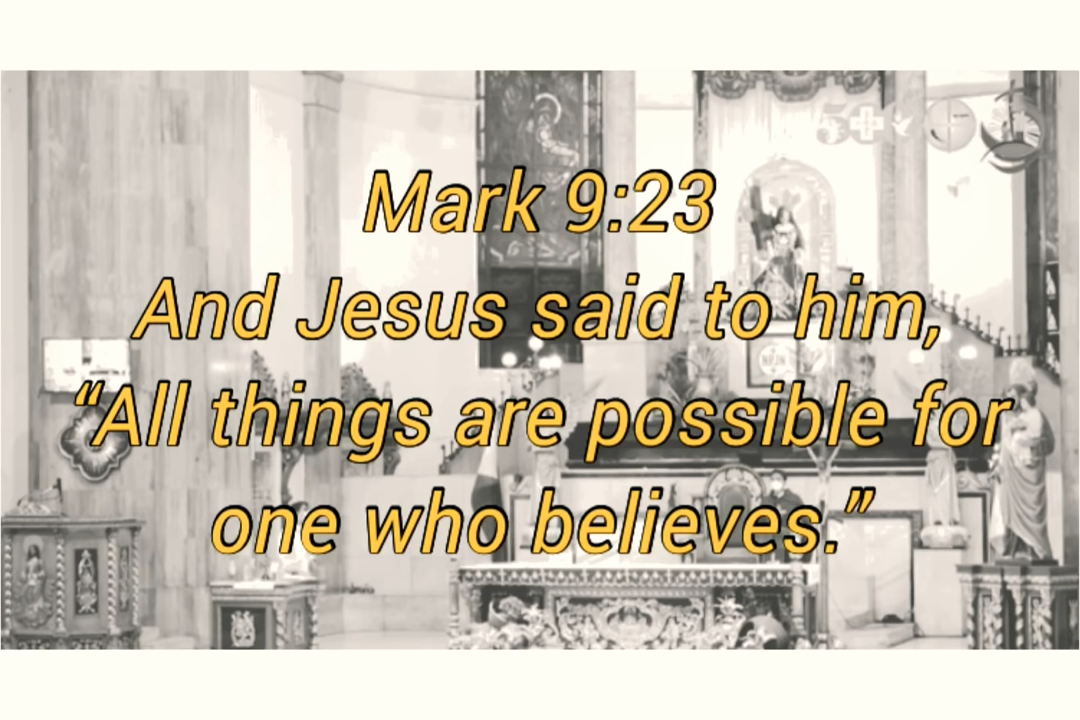 Mark 9:23
And Jesus said to him,
“All things are possible for
one who believes.”